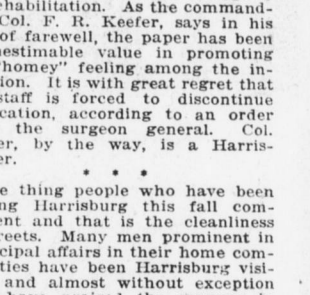 habilitation. As the command-
Col. F. R. Keefer, says in his
of farewell, the paper has been
nestimable value in promoting
"homey" feeling among the in-
ion. It is with great regret that
staff is forced to discontinue
cation, according to an order
the surgeon general. Col.
er, by the way, is a Harris-
er.
* * *
e thing people who have been
ng Harrisburg this fall com-
ent and that is the cleanliness
reets. Many men prominent in
cipal affairs in their home com-
ties have been Harrisburg visi-
and almost without exception